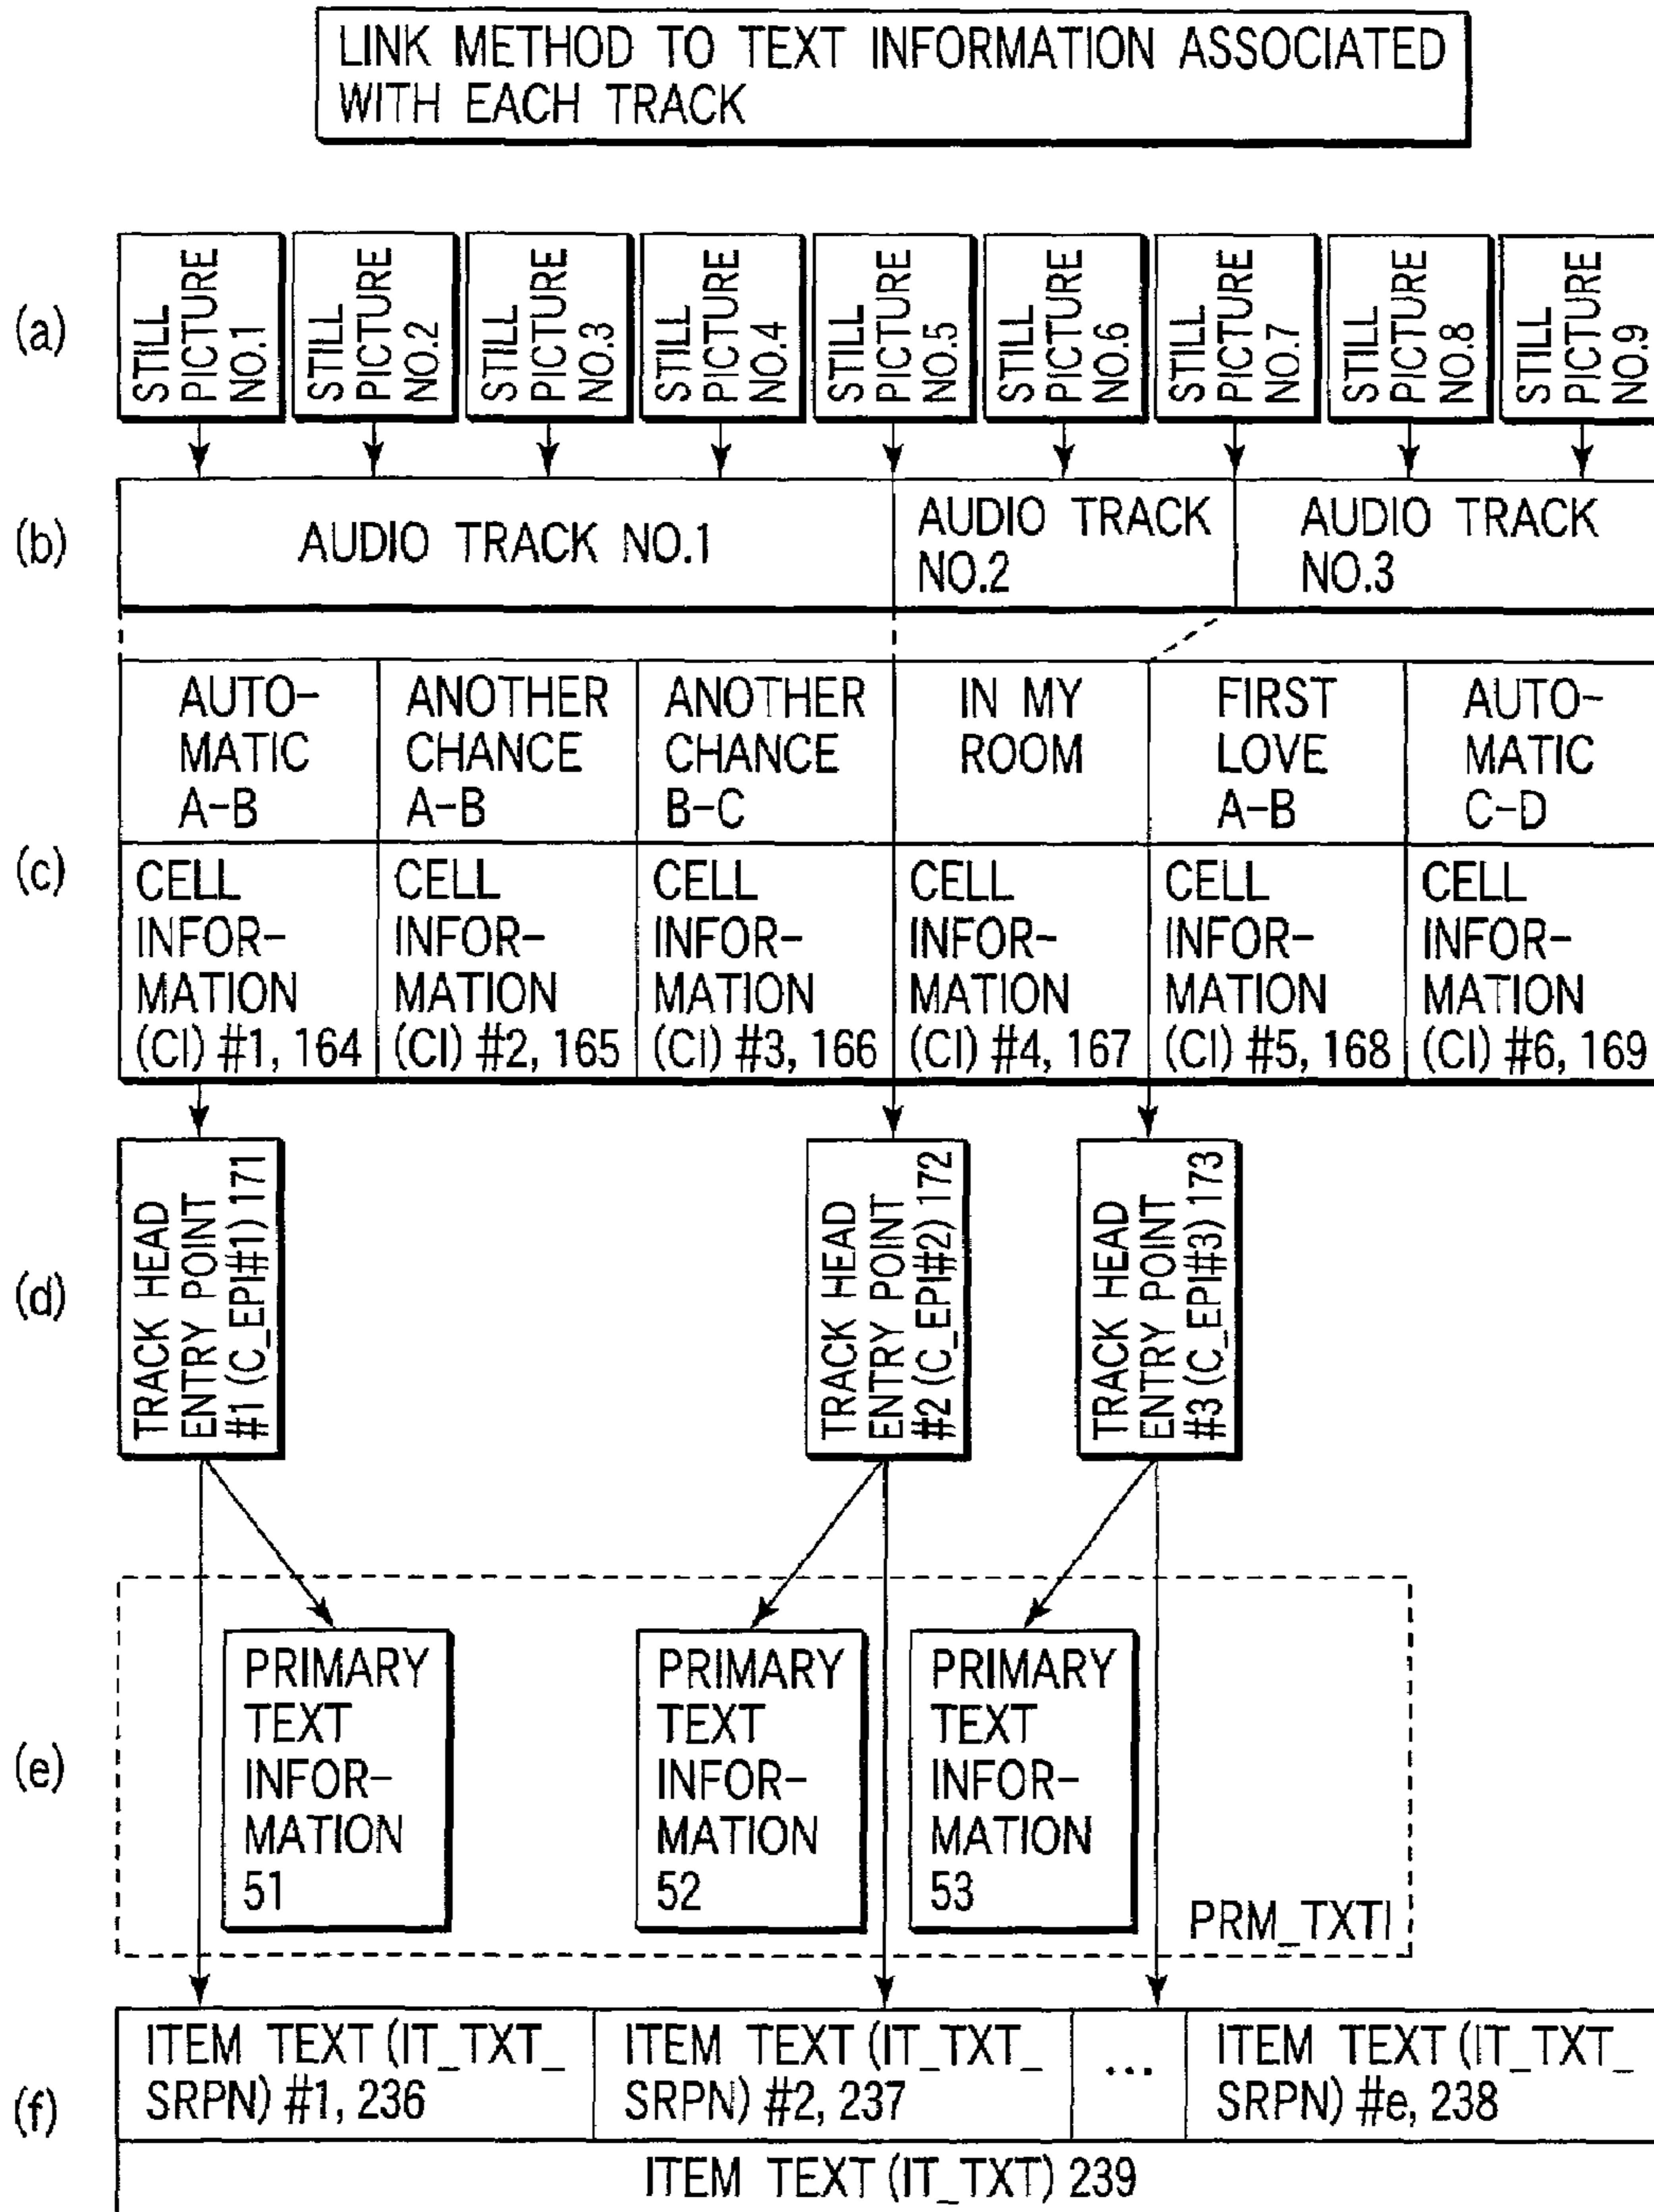 LINK METHOD TO TEXT INFORMATION ASSOCIATED
WITH EACH TRACK
(a)
STILL
PICTURE
NO.1
STILL
PICTURE
NO.2
STILL
PICTURE
NO.3
STILL
PICTURE
NO.4
STILL
PICTURE
NO.5
STILL
PICTURE
NO.6
STILL
PICTURE
NO.7
STILL
PICTURE
NO.8
STILL
PICTURE
NO.9
(b)
AUDIO TRACK NO.1
AUDIO TRACK
NO.2
AUDIO TRACK
NO.3
(c)
AUTO-
MATIC
A-B
ANOTHER
CHANCE
A-B
ANOTHER
CHANCE
B-C
IN MY
ROOM
FIRST
LOVE
A-B
AUTO-
MATIC
C-D
CELL
INFOR-
MATION
(CI) #1, 164
CELL
INFOR-
MATION
(CI) #2, 165
CELL
INFOR-
MATION
(CI) #3, 166
CELL
INFOR-
MATION
(CI) #4, 167
CELL
INFOR-
MATION
(CI) #5, 168
CELL
INFOR-
MATION
(CI) #6, 169
(d)
TRACK HEAD
ENTRY POINT
#1 (C_EPI#1) 171
TRACK HEAD
ENTRY POINT
#2 (C_EPI#2) 172
TRACK HEAD
ENTRY POINT
#3 (C_EPI#3) 173
(e)
PRIMARY
TEXT
INFOR-
MATION
51
PRIMARY
TEXT
INFOR-
MATION
52
PRIMARY
TEXT
INFOR-
MATION
53
PRM_TXTI
(f)
ITEM TEXT (IT_TXT_
SRPN) #1, 236
ITEM TEXT (IT_TXT_
SRPN) #2, 237
...
ITEM TEXT (IT_TXT_
SRPN) #e, 238
ITEM TEXT (IT_TXT) 239